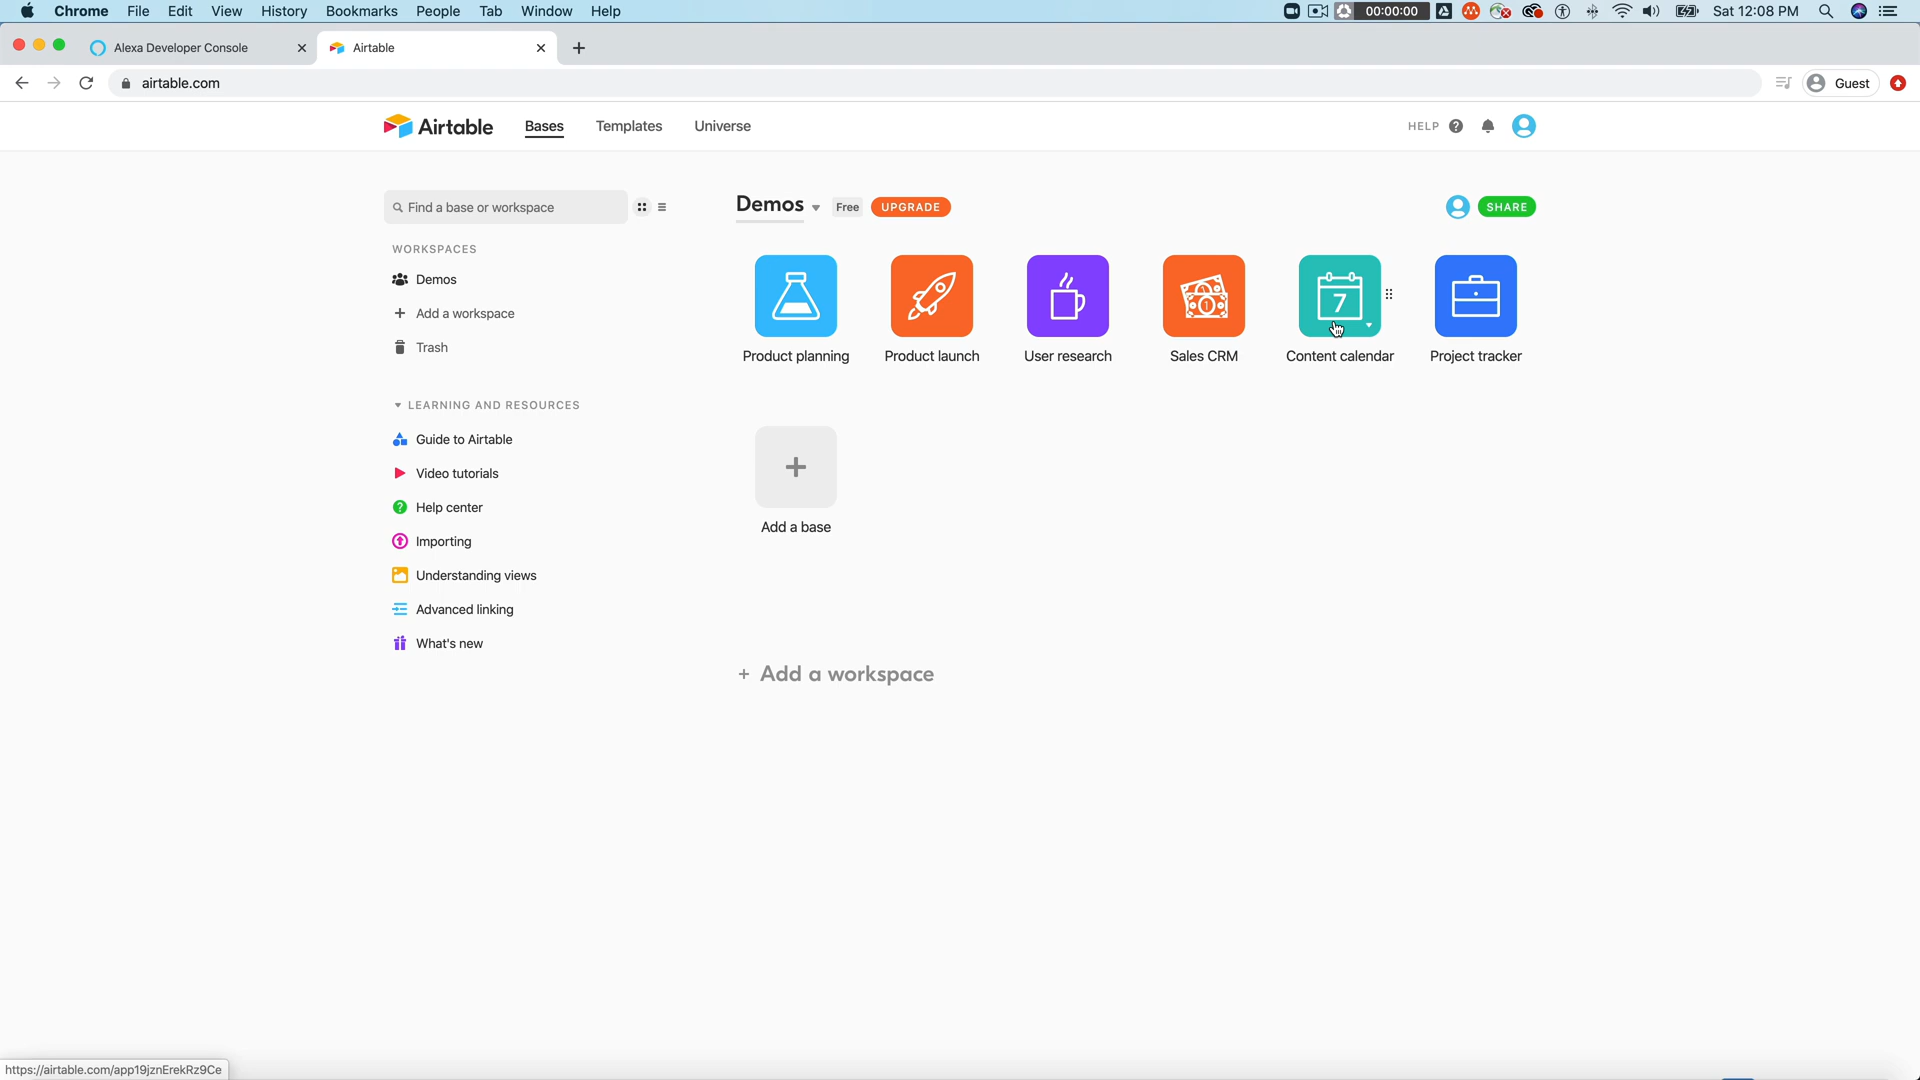 Chrome File Edit View History Bookmarks People Tab Window Help 00:00:00 Sat 12:08 PM
Alexa Developer Console Airtable
airtable.com Guest
Airtable Bases Templates Universe HELP
Find a base or workspace Demos Free UPGRADE SHARE
WORKSPACES
Demos
Add a workspace
Trash
7
Product planning Product launch User research Sales CRM Content calendar Project tracker
LEARNING AND RESOURCES
Guide to Airtable
Video tutorials
Help center
Importing
Understanding views
Advanced linking
What's new
Add a base
+ Add a workspace
https://airtable.com/app19jznErekRz9Ce